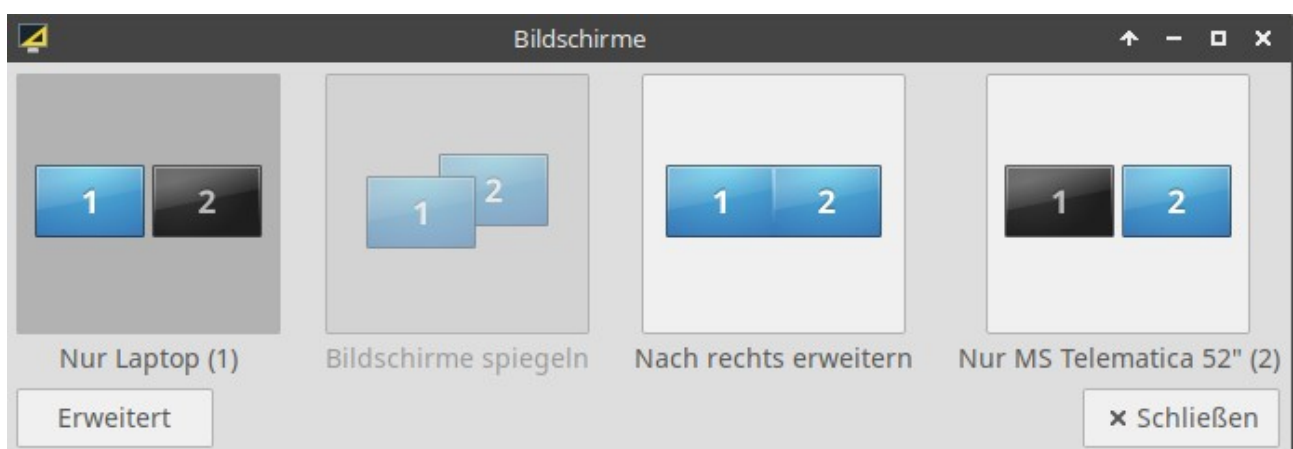 Bildschirme
1 2
1 2
1 2
1 2
Nur Laptop (1)
Bildschirme spiegeln
Nach rechts erweitern
Nur MS Telematica 52" (2)
Erweitert
Schließen